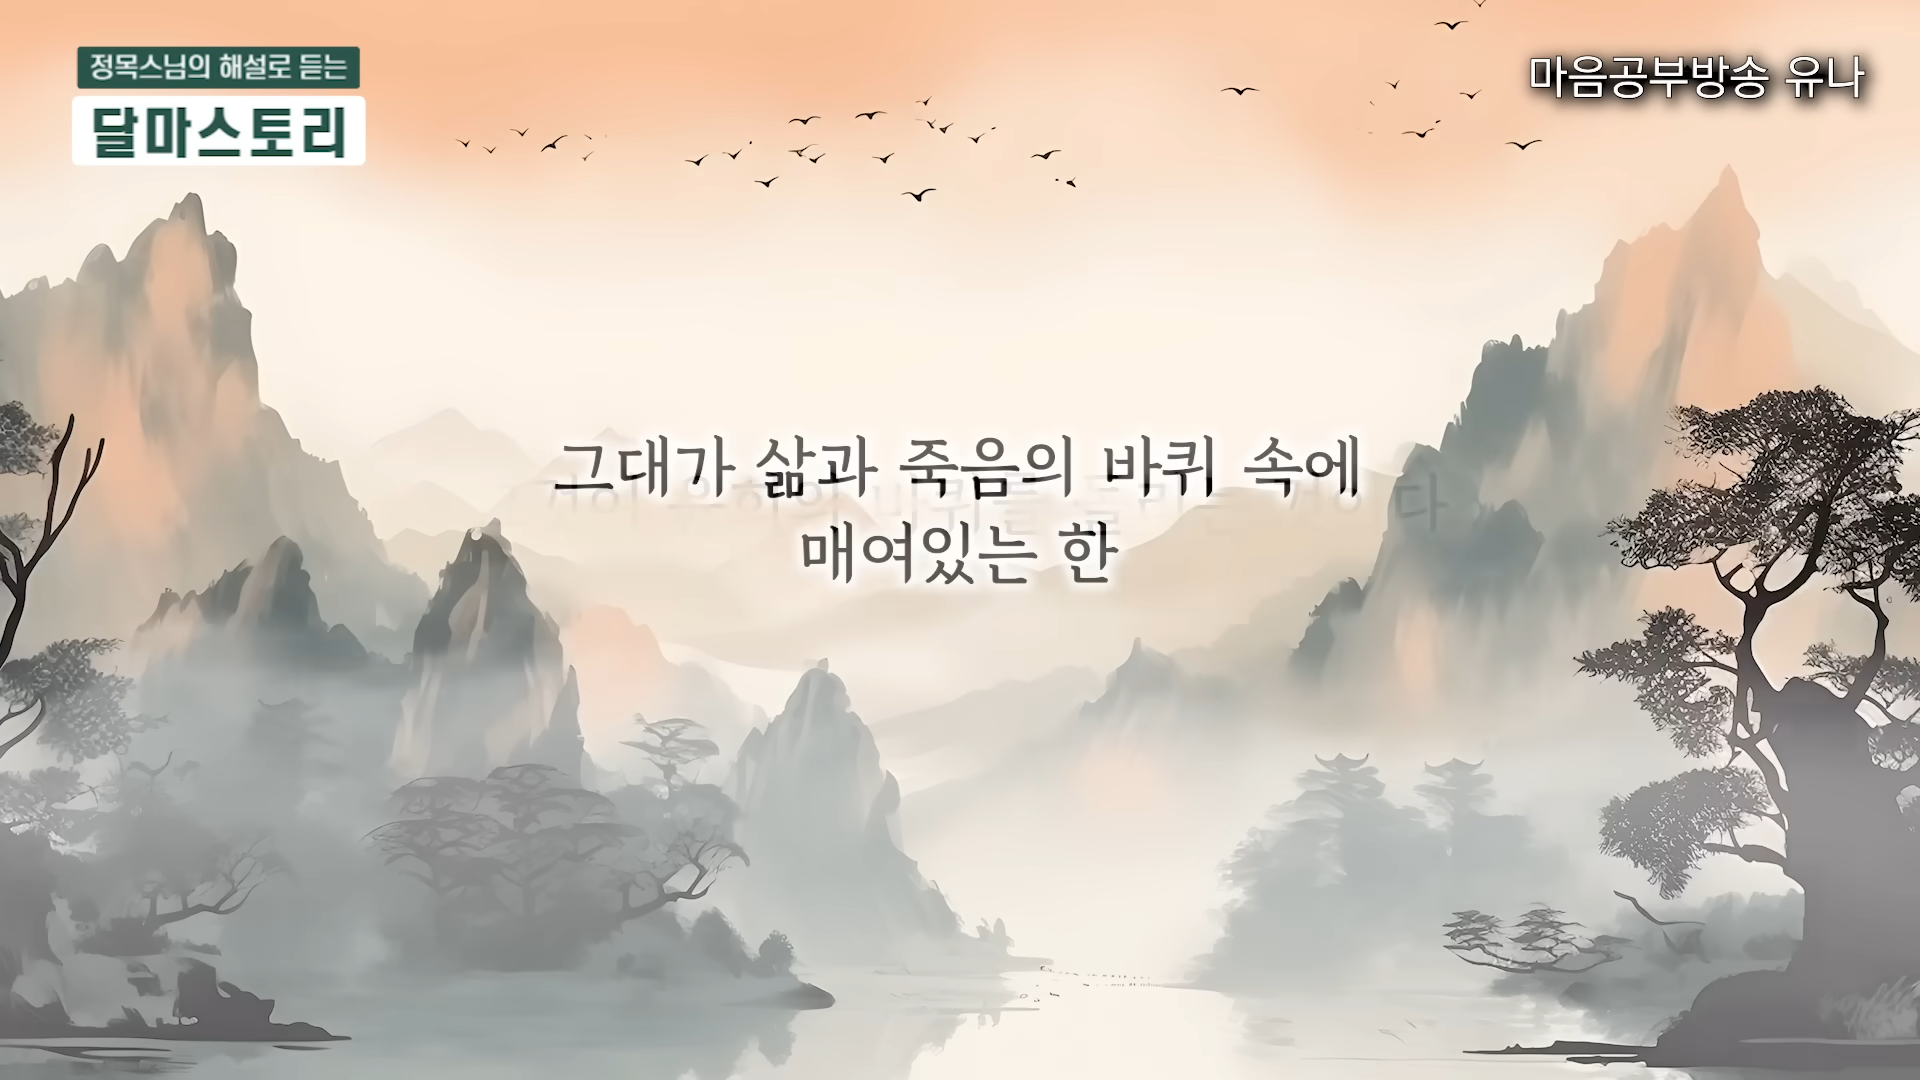 정목스님의 해설로 듣는
달마스토리
마음공부방송 유나
그대가 삶과 죽음의 바퀴 속에
매여있는 한